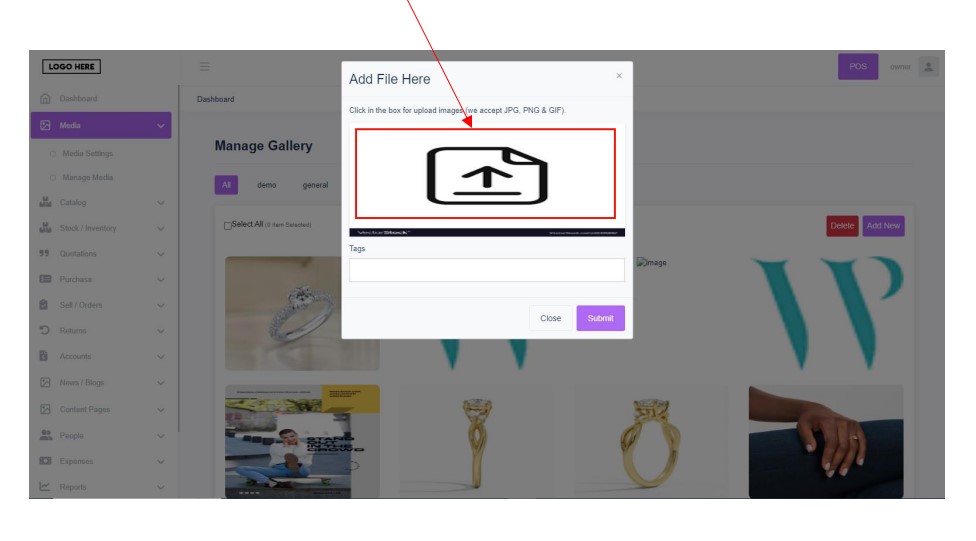 LOGO HERE
POS
owner
Dashboard
Dashboard
Media
Media Settings
Manage Media
Catalog
Stock / Inventory
Quotations
Purchase
Sell / Orders
Returns
Accounts
News / Blogs
Content Pages
People
Expenses
Reports
Manage Gallery
All demo general
Select All (0 Item Selected)
Delete Add New
Add File Here ×
Click in the box for upload images (we accept JPG, PNG & GIF).
VectorStock
Tags
Close Submit
image
STAND
OUT
IN THE
CROWD